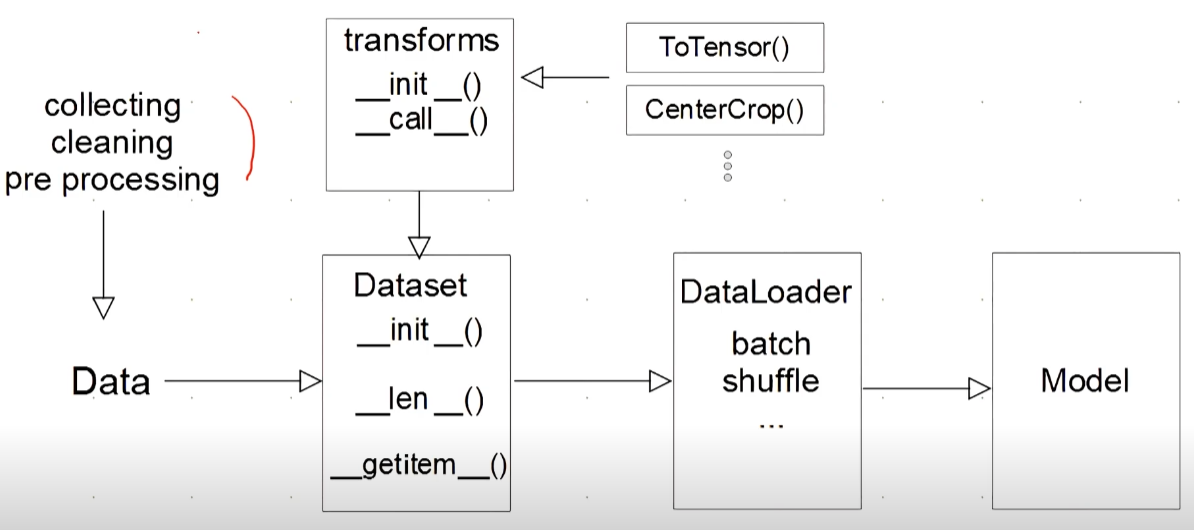 collecting
cleaning
pre processing
Data
transforms
__init__()
__call__()
ToTensor()
CenterCrop()
Dataset
__init__()
__len__()
__getitem__()
DataLoader
batch
shuffle
...
Model